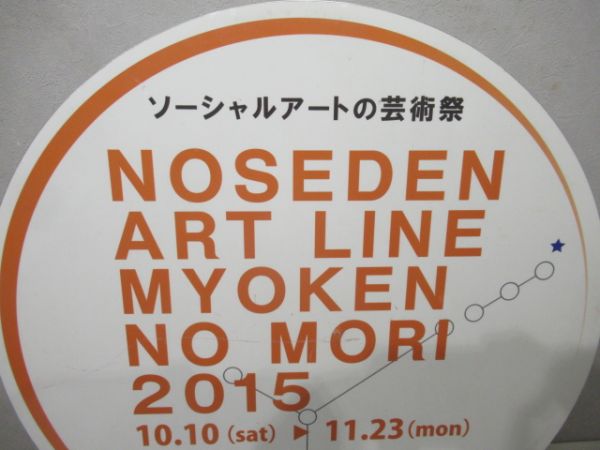 ソーシャルアートの芸術祭
NOSEDEN
ART LINE
MYOKEN
NO MORI
2015
10.10 (sat) ▶ 11.23 (mon)